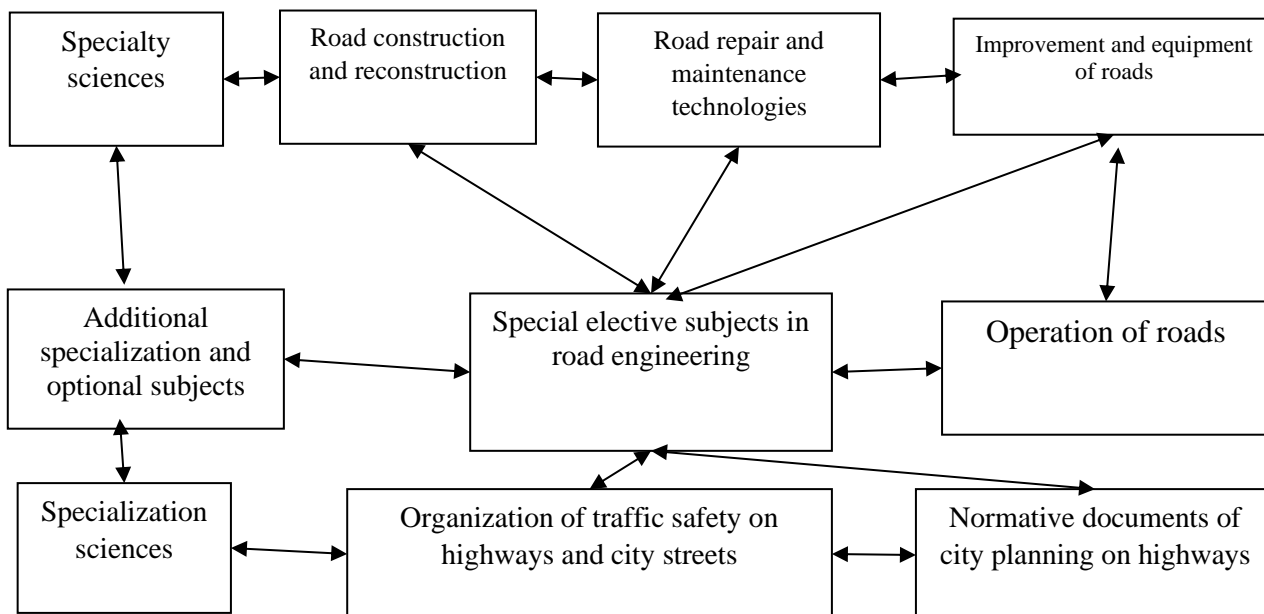 Specialty
sciences
Road construction
and reconstruction
Road repair and
maintenance
technologies
Improvement and equipment
of roads
Additional
specialization and
optional subjects
Special elective subjects in
road engineering
Operation of roads
Specialization
sciences
Organization of traffic safety on
highways and city streets
Normative documents of
city planning on highways